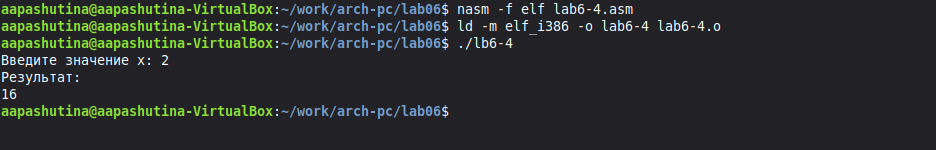 aapashutina@aapashutina-VirtualBox:~/work/arch-pc/lab06$ nasm -f elf lab6-4.asm
aapashutina@aapashutina-VirtualBox:~/work/arch-pc/lab06$ ld -m elf_i386 -o lab6-4 lab6-4.o
aapashutina@aapashutina-VirtualBox:~/work/arch-pc/lab06$ ./lb6-4
Введите значение x: 2
Результат:
16
aapashutina@aapashutina-VirtualBox:~/work/arch-pc/lab06$